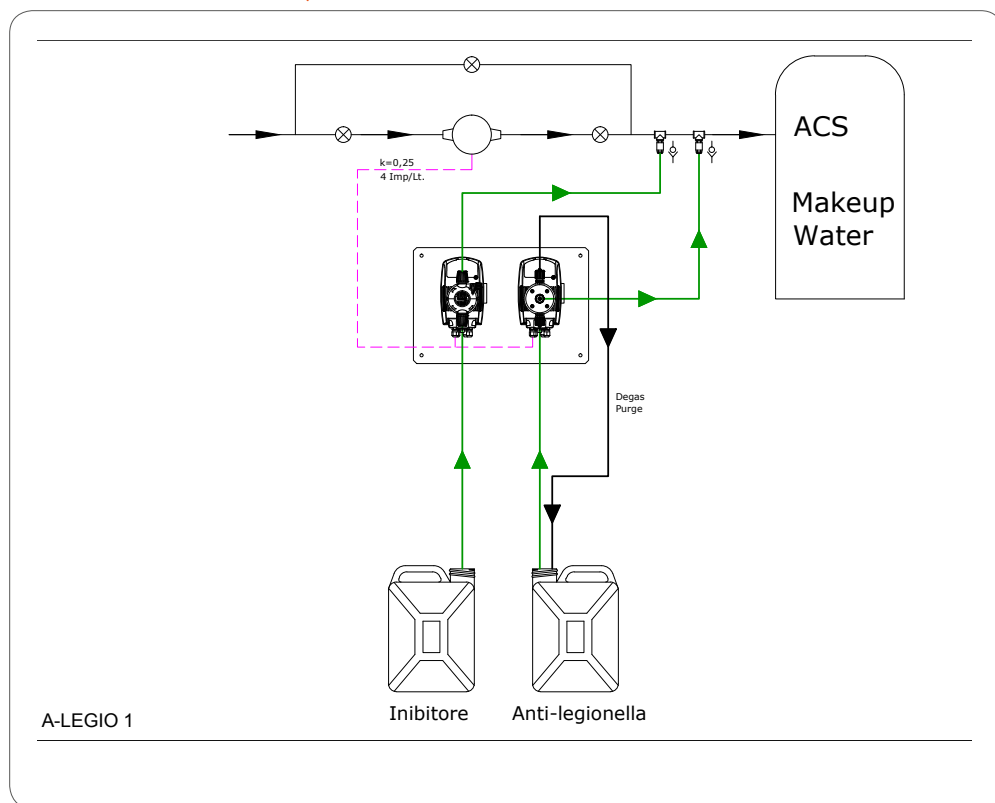 ACS
Makeup
Water
k=0,25
4 Imp/Lt.
Degas
Purge
Inibitore
Anti-legionella
A-LEGIO 1